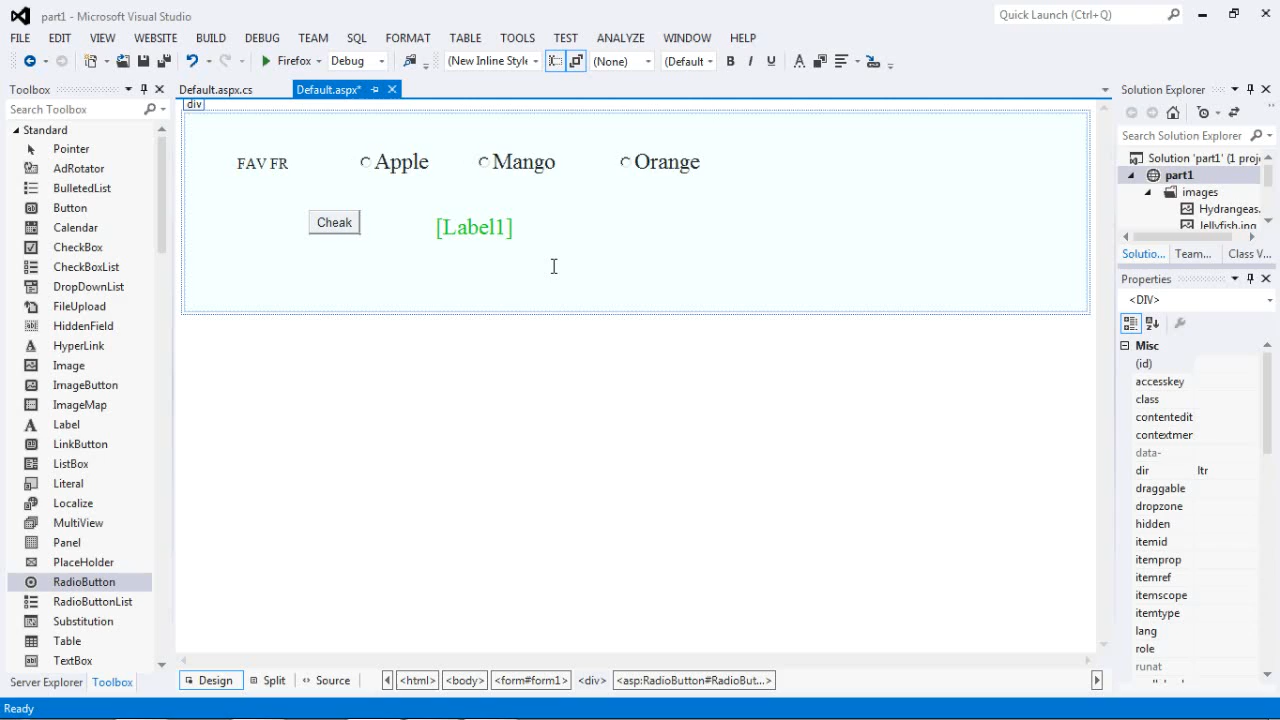 part1 - Microsoft Visual Studio
Quick Launch (Ctrl+Q)
FILE EDIT VIEW WEBSITE BUILD DEBUG TEAM SQL FORMAT TABLE TOOLS TEST ANALYZE WINDOW HELP
Firefox Debug (New Inline Style (None) (Default B I U A
Toolbox
Default.aspx.cs Default.aspx*
Solution Explorer
Search Toolbox
div
Standard
Pointer
AdRotator
BulletedList
Button
Calendar
CheckBox
CheckBoxList
DropDownList
FileUpload
HiddenField
HyperLink
Image
ImageButton
ImageMap
Label
LinkButton
ListBox
Literal
Localize
MultiView
Panel
PlaceHolder
RadioButton
RadioButtonList
Substitution
Table
TextBox
Server Explorer Toolbox
FAV FR Apple Mango Orange
Cheak [Label1]
Design Split Source <html> <body> <form#form1> <div> <asp:RadioButton#RadioBut...>
Search Solution Explorer
Solution 'part1' (1 proj
part1
images
Hydrangeas.
Jellyfish.jpg
Solutio... Team... Class V...
Properties
<DIV>
Misc
(id)
accesskey
class
contentedit
contextmer
data-
dir ltr
draggable
dropzone
hidden
itemid
itemprop
itemref
itemscope
itemtype
lang
role
runat
Ready